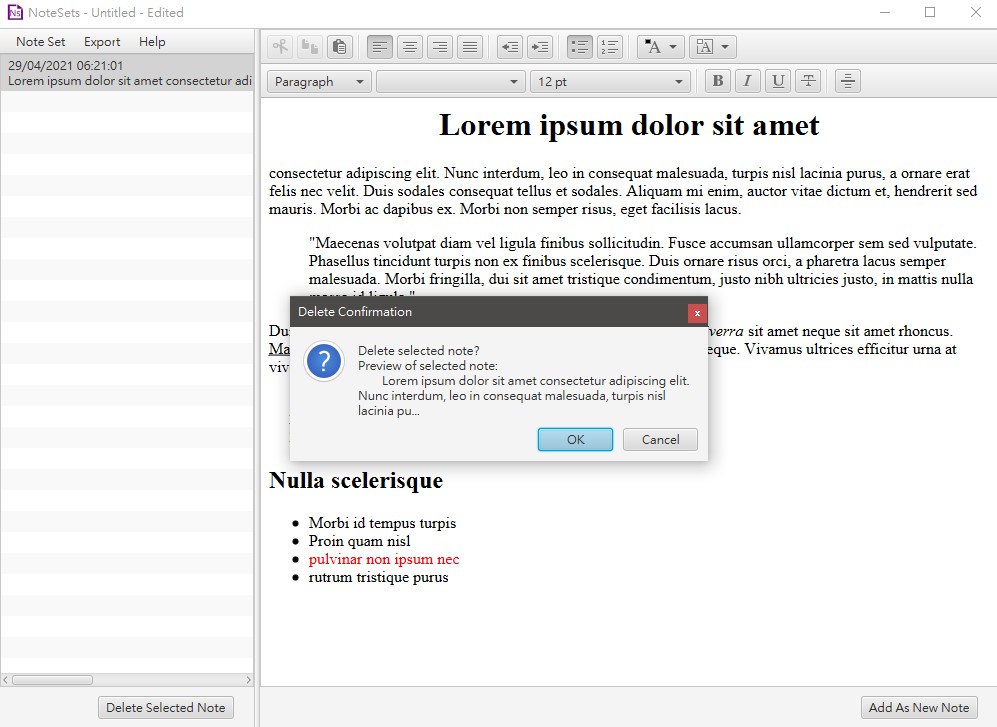 NoteSets - Untitled - Edited
Note Set Export Help
29/04/2021 06:21:01
Lorem ipsum dolor sit amet consectetur adi
Paragraph 12 pt B I U T
Lorem ipsum dolor sit amet
consectetur adipiscing elit. Nunc interdum, leo in consequat malesuada, turpis nisl lacinia purus, a ornare erat
felis nec velit. Duis sodales consequat tellus et sodales. Aliquam mi enim, auctor vitae dictum et, hendrerit sed
mauris. Morbi ac dapibus ex. Morbi non semper risus, eget facilisis lacus.
"Maecenas volutpat diam vel ligula finibus sollicitudin. Fusce accumsan ullamcorper sem sed vulputate.
Phasellus tincidunt turpis non ex finibus scelerisque. Duis ornare risus orci, a pharetra lacus semper
malesuada. Morbi fringilla, dui sit amet tristique condimentum, justo nibh ultricies justo, in mattis nulla
Delete Confirmation
x
verra sit amet neque sit amet rhoncus.
eque. Vivamus ultrices efficitur urna at
Delete selected note?
Preview of selected note:
Lorem ipsum dolor sit amet consectetur adipiscing elit.
Nunc interdum, leo in consequat malesuada, turpis nisl
lacinia pu...
OK Cancel
Nulla scelerisque
• Morbi id tempus turpis
• Proin quam nisl
• pulvinar non ipsum nec
• rutrum tristique purus
Delete Selected Note
Add As New Note